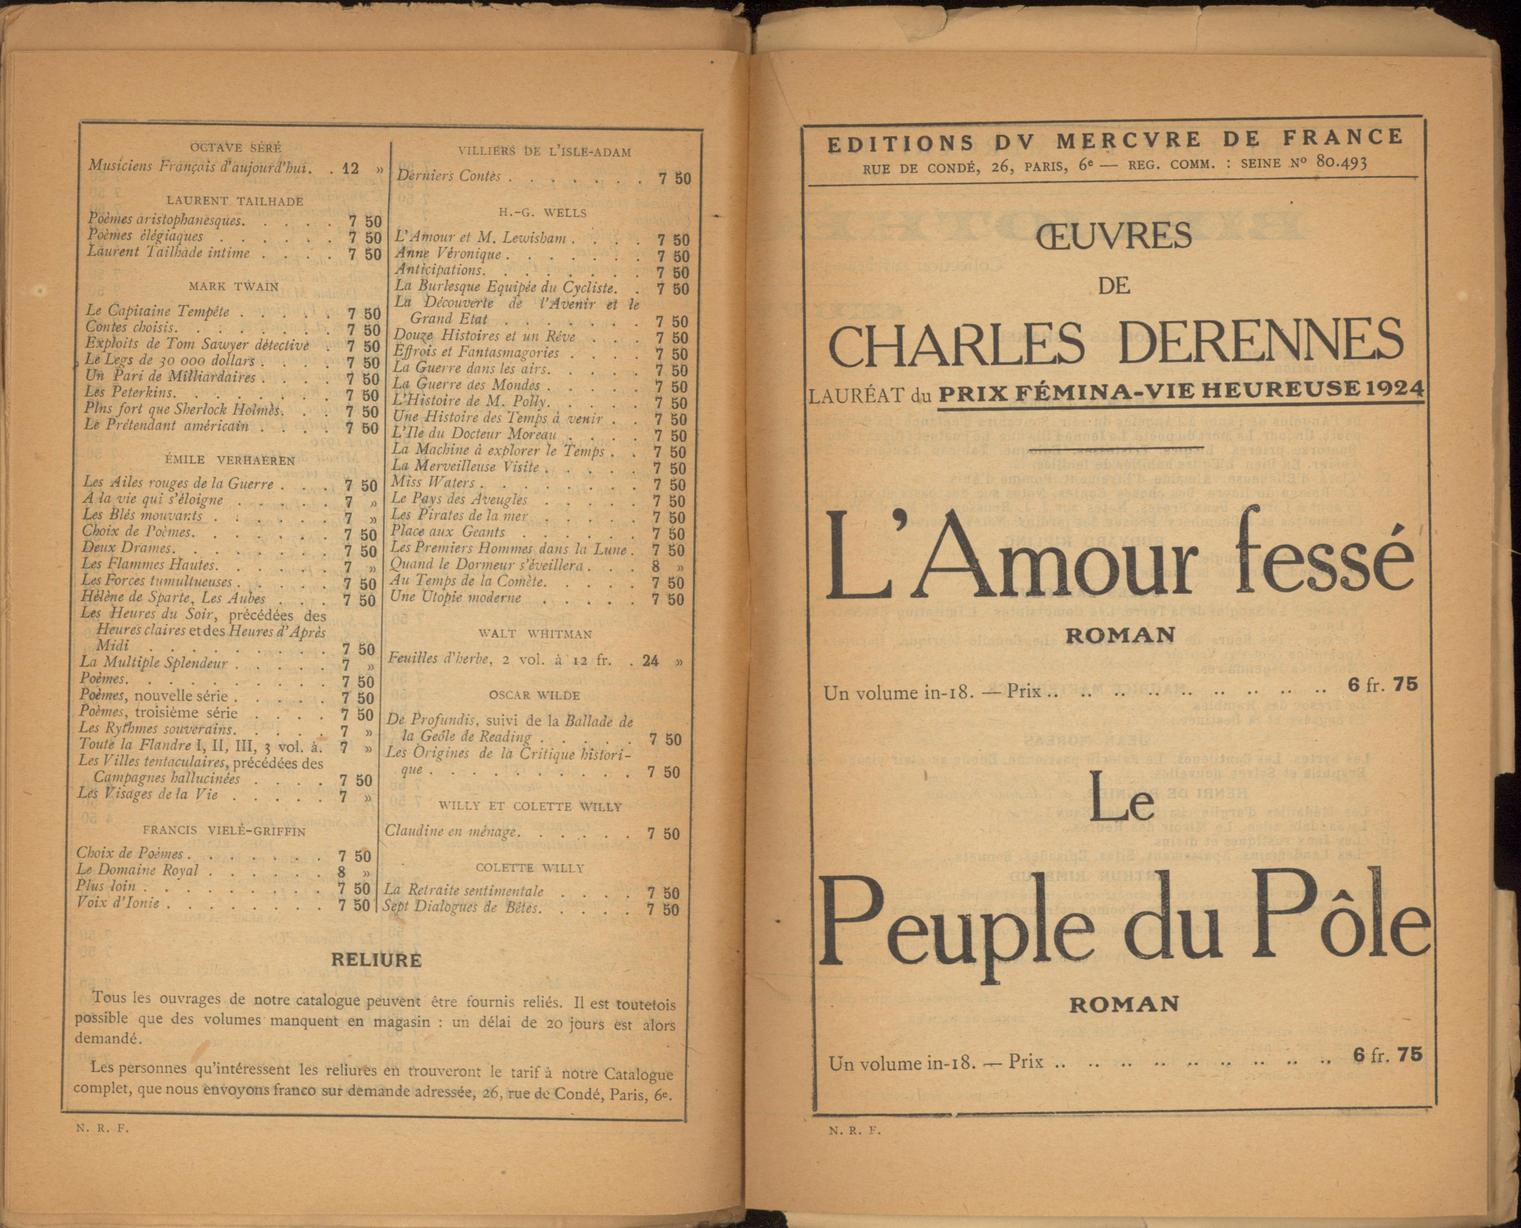 OCTAVE SÉRÉ
Musiciens Français d'aujourd'hui. . 12 »
LAURENT TAILHADE
Poèmes aristophanesques. . . . . 7 50
Poèmes élégiaques . . . . . . 7 50
Laurent Tailhade intime . . . . 7 50
MARK TWAIN
Le Capitaine Tempête . . . . . 7 50
Contes choisis. . . . . . . . 7 50
Exploits de Tom Sawyer détective . 7 50
Le Legs de 30 000 dollars . . . . 7 50
Un Pari de Milliardaires . . . . 7 50
Les Peterkins. . . . . . . . 7 50
Plus fort que Sherlock Holmès. . . 7 50
Le Prétendant américain . . . . 7 50
ÉMILE VERHAEREN
Les Ailes rouges de la Guerre . . . 7 50
A la vie qui s'éloigne . . . . . 7 »
Les Blés mouvants . . . . . . 7 »
Choix de Poèmes. . . . . . . 7 50
Deux Drames. . . . . . . . 7 50
Les Flammes Hautes. . . . . . 7 »
Les Forces tumultueuses . . . . . 7 50
Hélène de Sparte, Les Aubes . . . 7 50
Les Heures du Soir, précédées des
Heures claires et des Heures d'Après
Midi . . . . . . . . . 7 50
La Multiple Splendeur . . . . . 7 »
Poèmes. . . . . . . . . . 7 50
Poèmes, nouvelle série . . . . . 7 50
Poèmes, troisième série . . . . 7 50
Les Rythmes souverains. . . . . 7 »
Toute la Flandre I, II, III, 3 vol. à. 7 »
Les Villes tentaculaires, précédées des
Campagnes hallucinées . . . . 7 50
Les Visages de la Vie . . . . . 7 »
FRANCIS VIELÉ-GRIFFIN
Choix de Poèmes . . . . . . . 7 50
Le Domaine Royal . . . . . . 8 »
Plus loin . . . . . . . . . 7 50
Voix d'Ionie . . . . . . . . 7 50
VILLIERS DE L'ISLE-ADAM
Derniers Contes . . . . . . . 7 50
H.-G. WELLS
L'Amour et M. Lewisham . . . . 7 50
Anne Véronique . . . . . . . 7 50
Anticipations. . . . . . . . 7 50
La Burlesque Equipée du Cycliste. . 7 50
La Découverte de l'Avenir et le
Grand Etat . . . . . . . 7 50
Douze Histoires et un Rêve . . . 7 50
Effrois et Fantasmagories . . . . 7 50
La Guerre dans les airs. . . . . 7 50
La Guerre des Mondes . . . . . 7 50
L'Histoire de M. Polly. . . . . 7 50
Une Histoire des Temps à venir . . 7 50
L'Ile du Docteur Moreau . . . . 7 50
La Machine à explorer le Temps . . 7 50
La Merveilleuse Visite . . . . . 7 50
Miss Waters . . . . . . . . 7 50
Le Pays des Aveugles . . . . . 7 50
Les Pirates de la mer . . . . . 7 50
Place aux Geants . . . . . . 7 50
Les Premiers Hommes dans la Lune . 7 50
Quand le Dormeur s'éveillera . . . 8 »
Au Temps de la Comète. . . . . 7 50
Une Utopie moderne . . . . . 7 50
WALT WHITMAN
Feuilles d'herbe, 2 vol. à 12 fr. . 24 »
OSCAR WILDE
De Profundis, suivi de la Ballade de
la Geôle de Reading . . . . . 7 50
Les Origines de la Critique histori-
que . . . . . . . . . . 7 50
WILLY ET COLETTE WILLY
Claudine en ménage. . . . . . 7 50
COLETTE WILLY
La Retraite sentimentale . . . . 7 50
Sept Dialogues de Bêtes. . . . . 7 50
RELIURE
Tous les ouvrages de notre catalogue peuvent être fournis reliés. Il est toutefois
possible que des volumes manquent en magasin : un délai de 20 jours est alors
demandé.
Les personnes qu'intéressent les reliures en trouveront le tarif à notre Catalogue
complet, que nous envoyons franco sur demande adressée, 26, rue de Condé, Paris, 6e.
N. R. F.
EDITIONS DV MERCVRE DE FRANCE
RUE DE CONDÉ, 26, PARIS, 6e — REG. COMM. : SEINE No 80.493
ŒUVRES
DE
CHARLES DERENNES
LAURÉAT du PRIX FÉMINA-VIE HEUREUSE 1924
L'Amour fessé
ROMAN
Un volume in-18. — Prix .. .. .. .. .. .. .. .. .. 6 fr. 75
Le
Peuple du Pôle
ROMAN
Un volume in-18. — Prix .. .. .. .. .. .. .. .. .. 6 fr. 75
N. R. F.